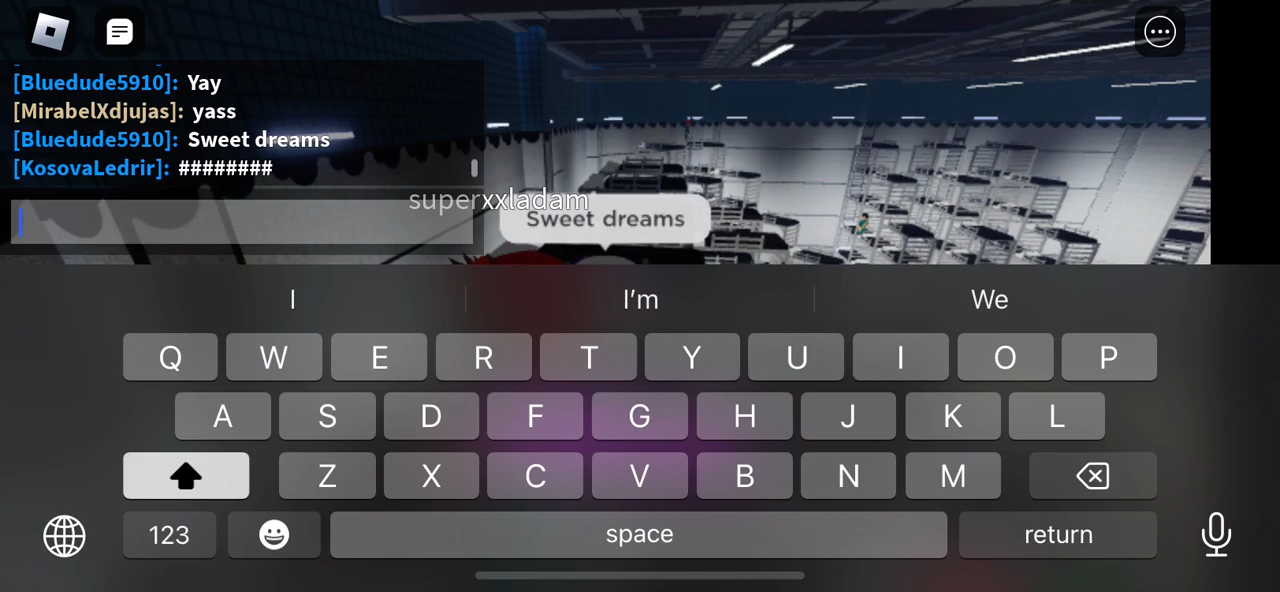 [Bluedude5910]: Yay
[MirabelXdjujas]: yass
[Bluedude5910]: Sweet dreams
[KosovaLedrir]: ########
superxxladam
Sweet dreams
I I’m We
Q W E R T Y U I O P
A S D F G H J K L
Z X C V B N M
123 space return